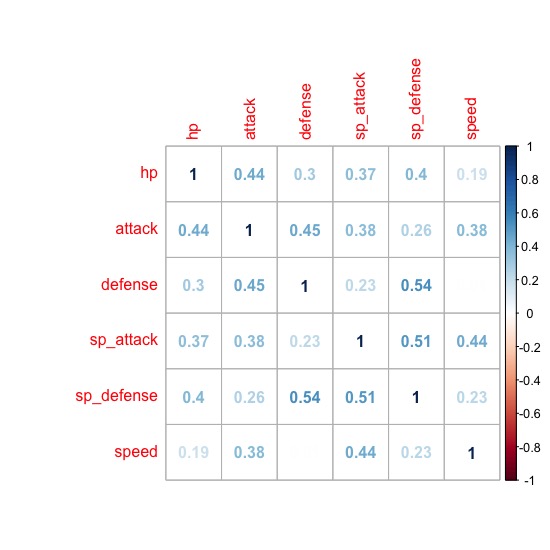 hp attack defense sp_attack sp_defense speed
hp 1 0.44 0.3 0.37 0.4 0.19 1
attack 0.44 1 0.45 0.38 0.26 0.38 0.8
0.6
defense 0.3 0.45 1 0.23 0.54 0.4
0.2
0
sp_attack 0.37 0.38 0.23 1 0.51 0.44 -0.2
-0.4
sp_defense 0.4 0.26 0.54 0.51 1 0.23 -0.6
speed 0.19 0.38 0.44 0.23 1 -0.8
-1